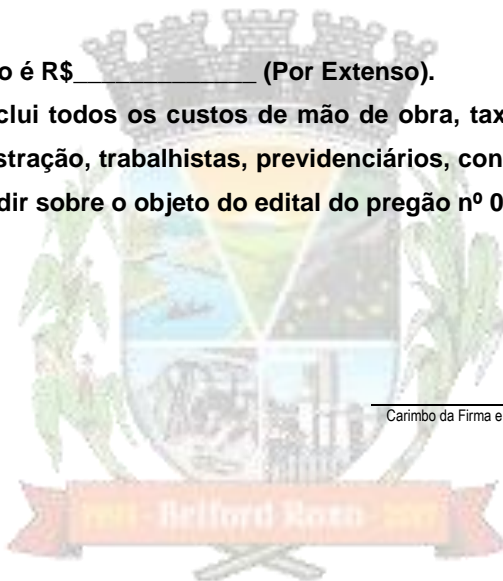 o é R$______________ (Por Extenso).
clui todos os custos de mão de obra, tax
stração, trabalhistas, previdenciários, con
dir sobre o objeto do edital do pregão nº 0
Carimbo da Firma e
Belford Roxo